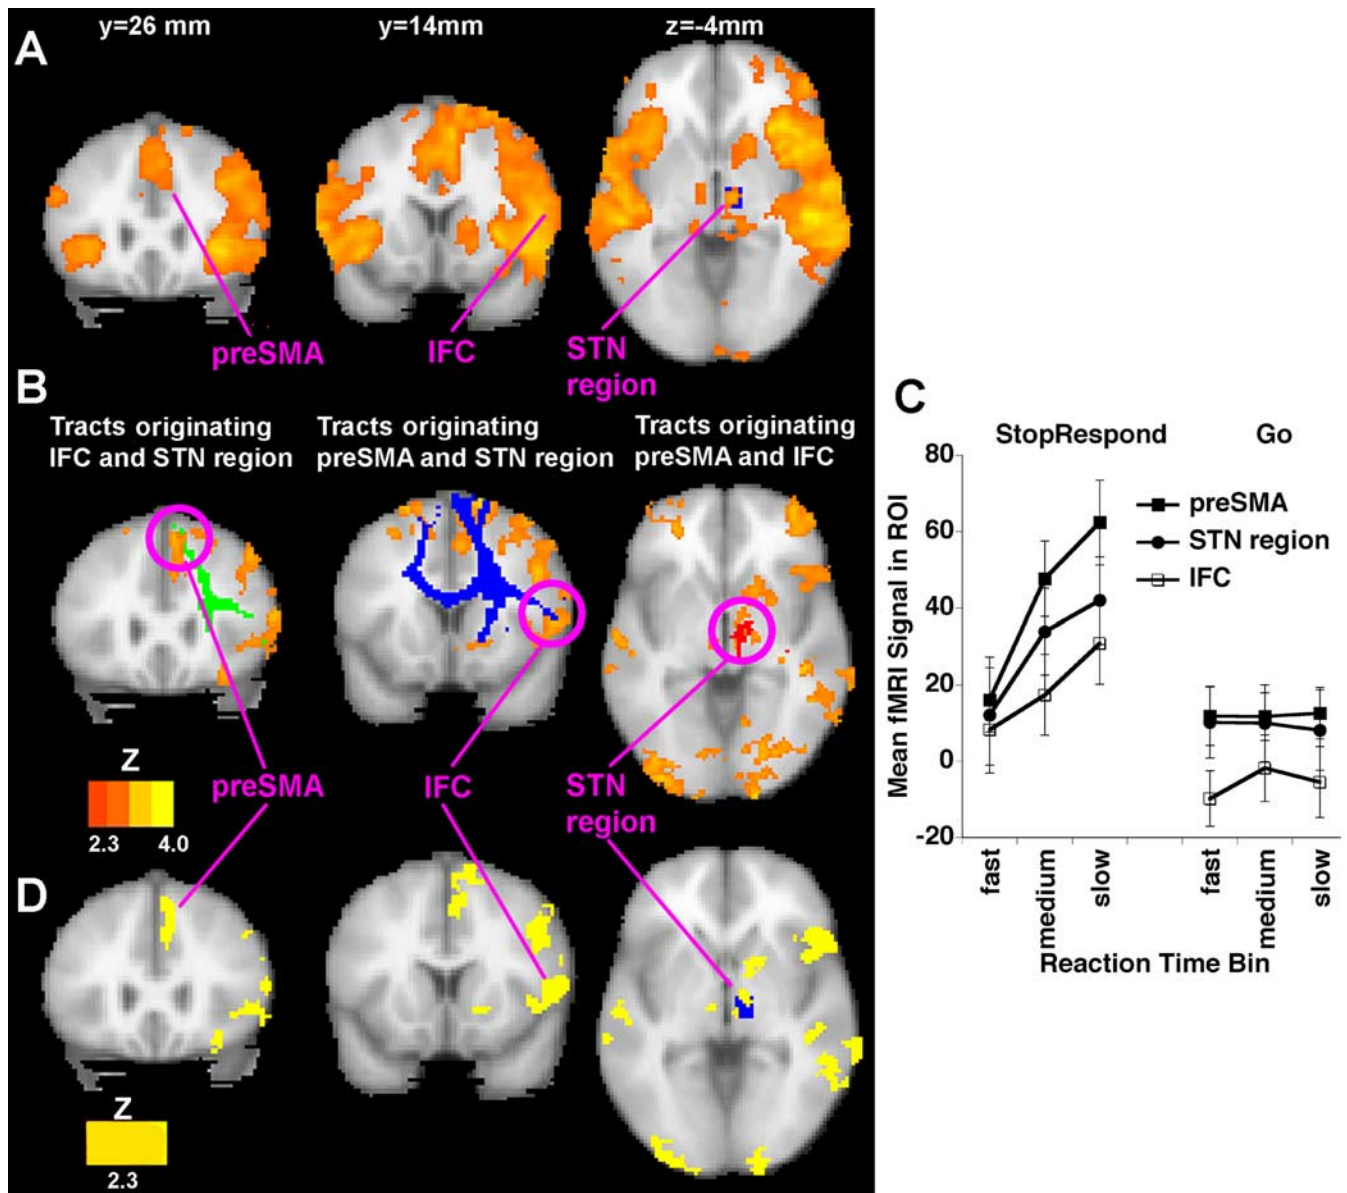 A
y=26 mm
y=14mm
z=-4mm
preSMA
IFC
STN
region
B
Tracts originating
IFC and STN region
Tracts originating
preSMA and STN region
Tracts originating
preSMA and IFC
Z
2.3
4.0
preSMA
IFC
STN
region
D
Z
2.3
C
StopRespond
Go
preSMA
STN region
IFC
Mean fMRI Signal in ROI
80
60
40
20
0
-20
fast
medium
slow
fast
medium
slow
Reaction Time Bin